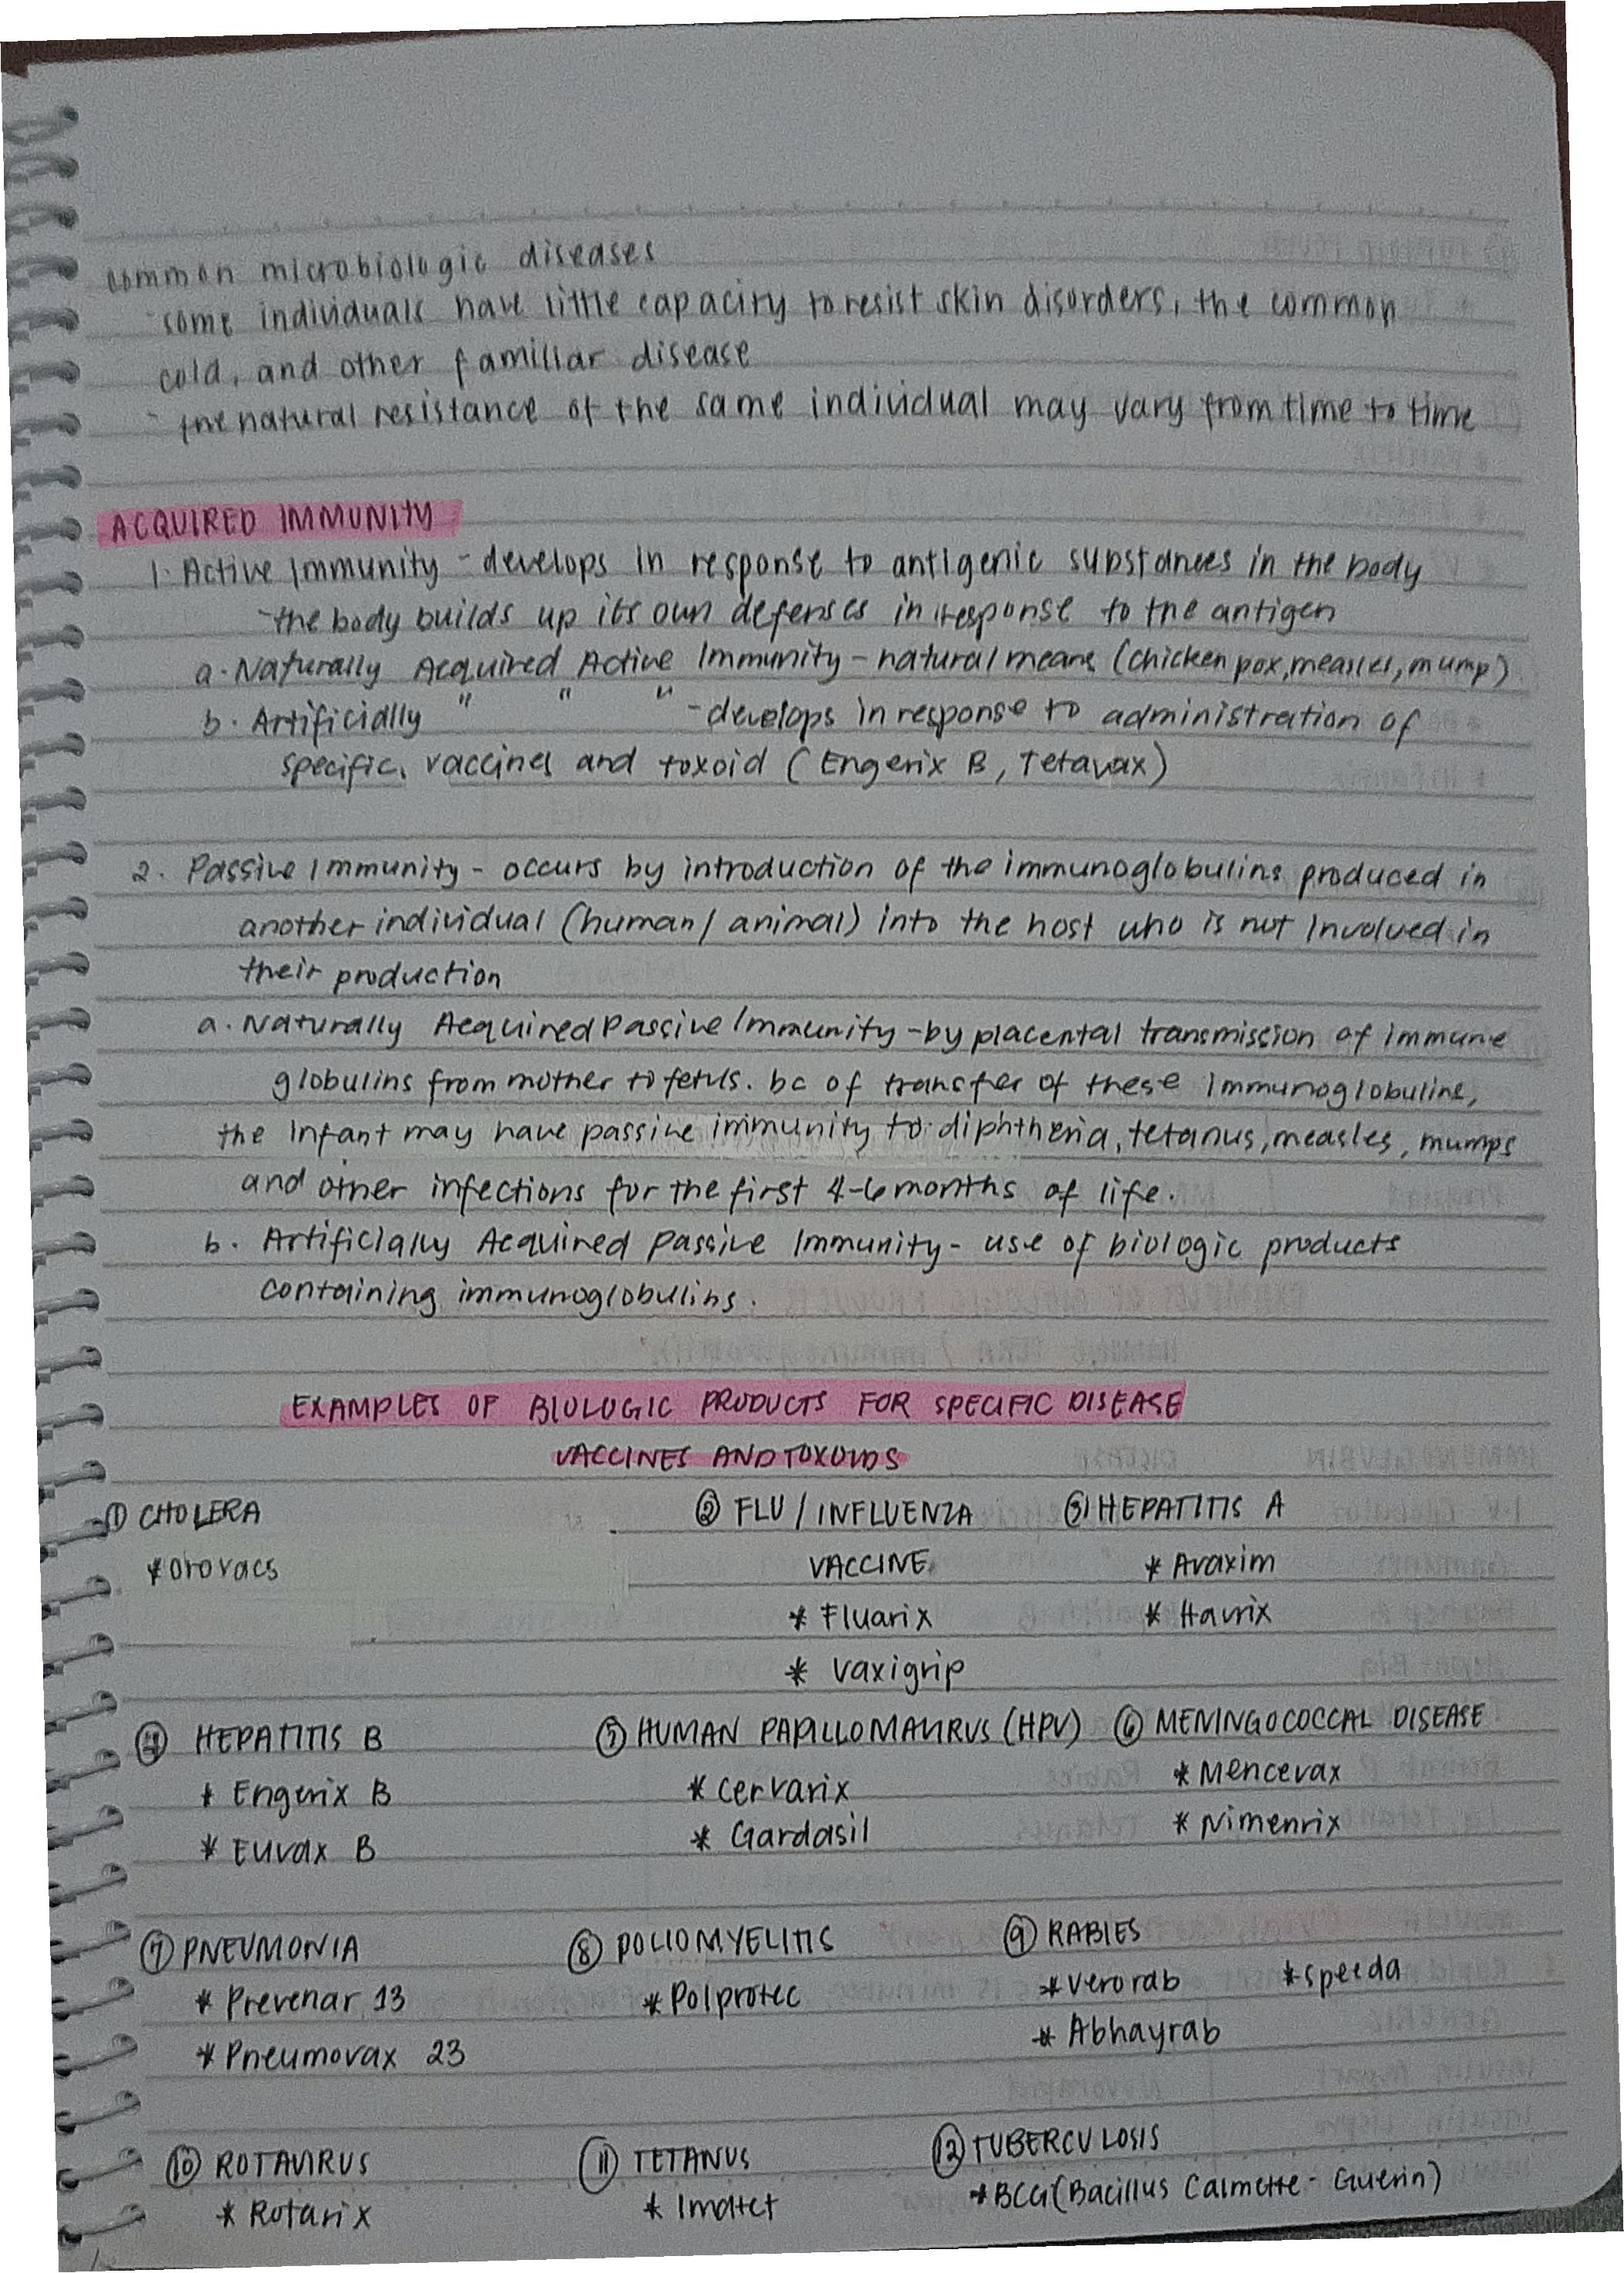 common microbiologic diseases
- some individuals have little capacity to resist skin disorders, the common
cold, and other familiar disease
- the natural resistance of the same individual may vary from time to time
ACQUIRED IMMUNITY
1. Active Immunity - develops in response to antigenic substances in the body
- the body builds up its own defenses in response to the antigen
a. Naturally Acquired Active Immunity - natural means (chicken pox, measles, mump)
b. Artificially " " " - develops in response to administration of
specific, vaccines and toxoid (Engerix B, Tetavax)
2. Passive Immunity - occurs by introduction of the immunoglobulins produced in
another individual (human / animal) into the host who is not involved in
their production
a. Naturally Acquired Passive Immunity - by placental transmission of immune
globulins from mother to fetus. bc of transfer of these immunoglobulins,
the infant may have passive immunity to diphtheria, tetanus, measles, mumps
and other infections for the first 4-6 months of life.
b. Artificially Acquired Passive Immunity - use of biologic products
containing immunoglobulins.
EXAMPLES OF BIOLOGIC PRODUCTS FOR SPECIFIC DISEASE
VACCINES AND TOXOIDS
① CHOLERA ② FLU / INFLUENZA ③ HEPATITIS A
* Orovacs VACCINE * Avaxim
* Fluarix * Havrix
* Vaxigrip
④ HEPATITIS B ⑤ HUMAN PAPILLOMAVIRUS (HPV) ⑥ MENINGOCOCCAL DISEASE
* Engerix B * Cervarix * Mencevax
* Euvax B * Gardasil * Nimenrix
⑦ PNEUMONIA ⑧ POLIOMYELITIS ⑨ RABIES
* Prevenar 13 * Polprotec * Verorab * Speeda
* Pneumovax 23 * Abhayrab
⑩ ROTAVIRUS ⑪ TETANUS ⑫ TUBERCULOSIS
* Rotarix * Imatet * BCG (Bacillus Calmette - Guerin)